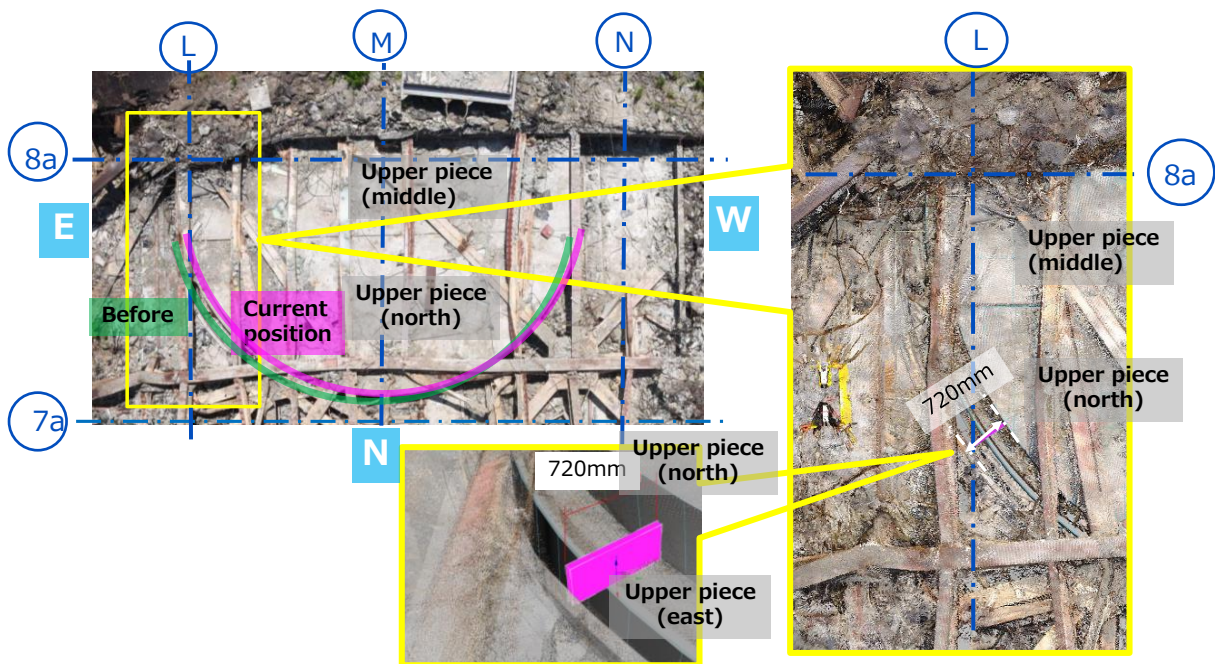 L
M
N
L
8a
8a
E
W
Upper piece
(middle)
Upper piece
(middle)
Before
Current
position
Upper piece
(north)
720mm
Upper piece
(north)
7a
N
720mm
Upper piece
(north)
Upper piece
(east)